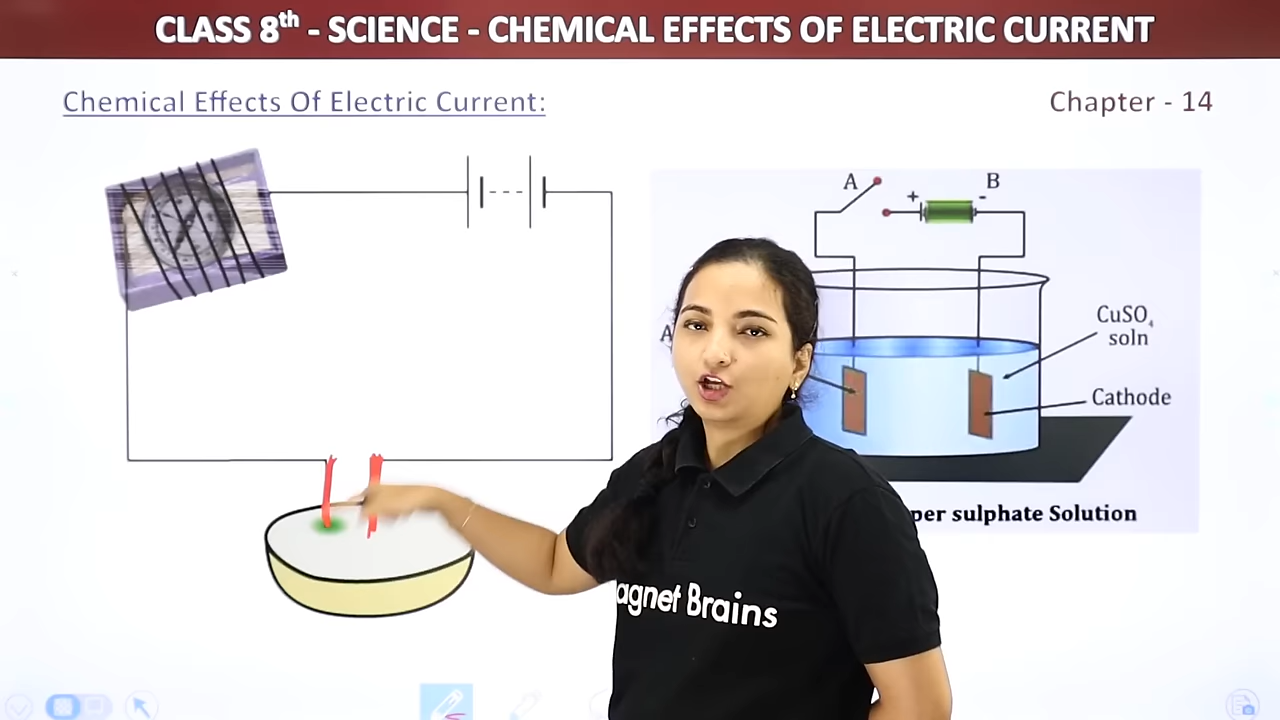 CLASS 8th - SCIENCE - CHEMICAL EFFECTS OF ELECTRIC CURRENT
Chemical Effects Of Electric Current:
Chapter - 14
A
B
+
-
CuSO4
soln
A
Cathode
per sulphate Solution
agnet Brains